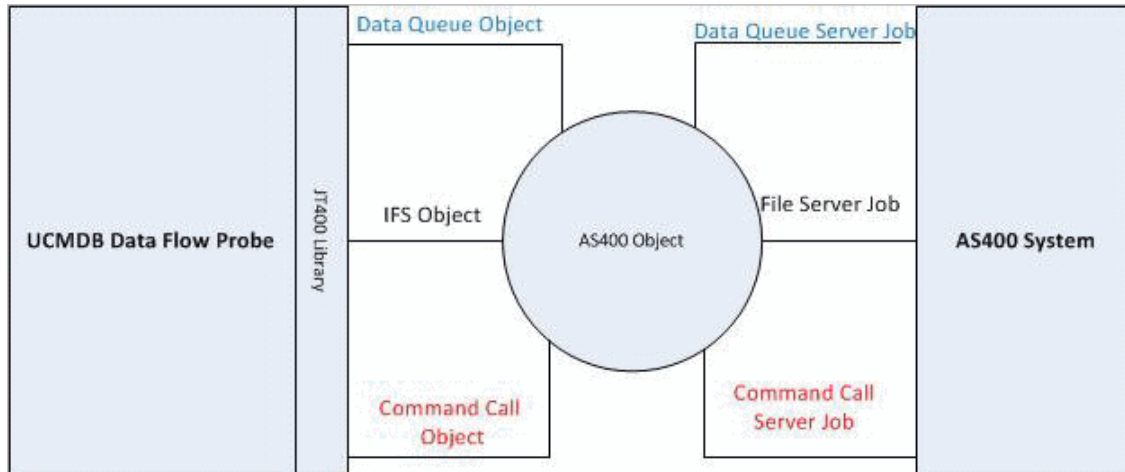 Data Queue Object
Data Queue Server Job
UCMDB Data Flow Probe
JT400 Library
IFS Object
AS400 Object
File Server Job
AS400 System
Command Call
Object
Command Call
Server Job